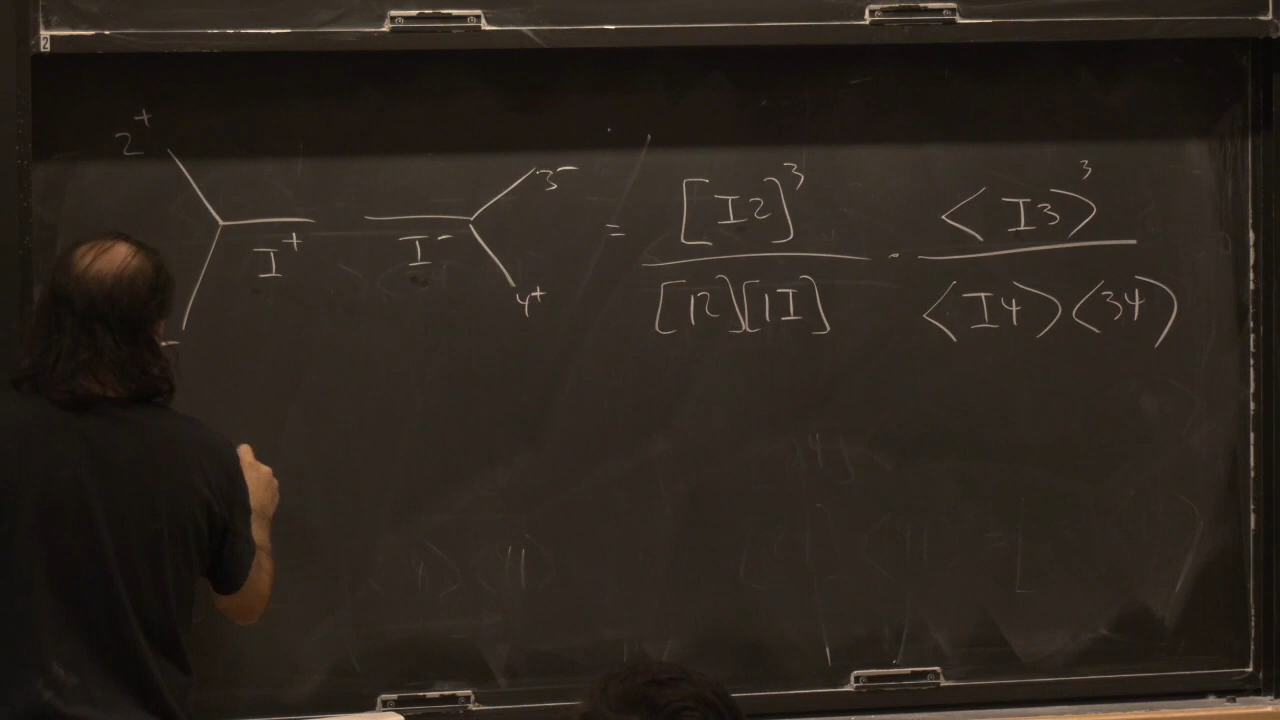 2⁺ 3⁻
I⁺ I⁻ 4⁺
= [I2]³ / [12][1I] · <I3>³ / <I4><34>